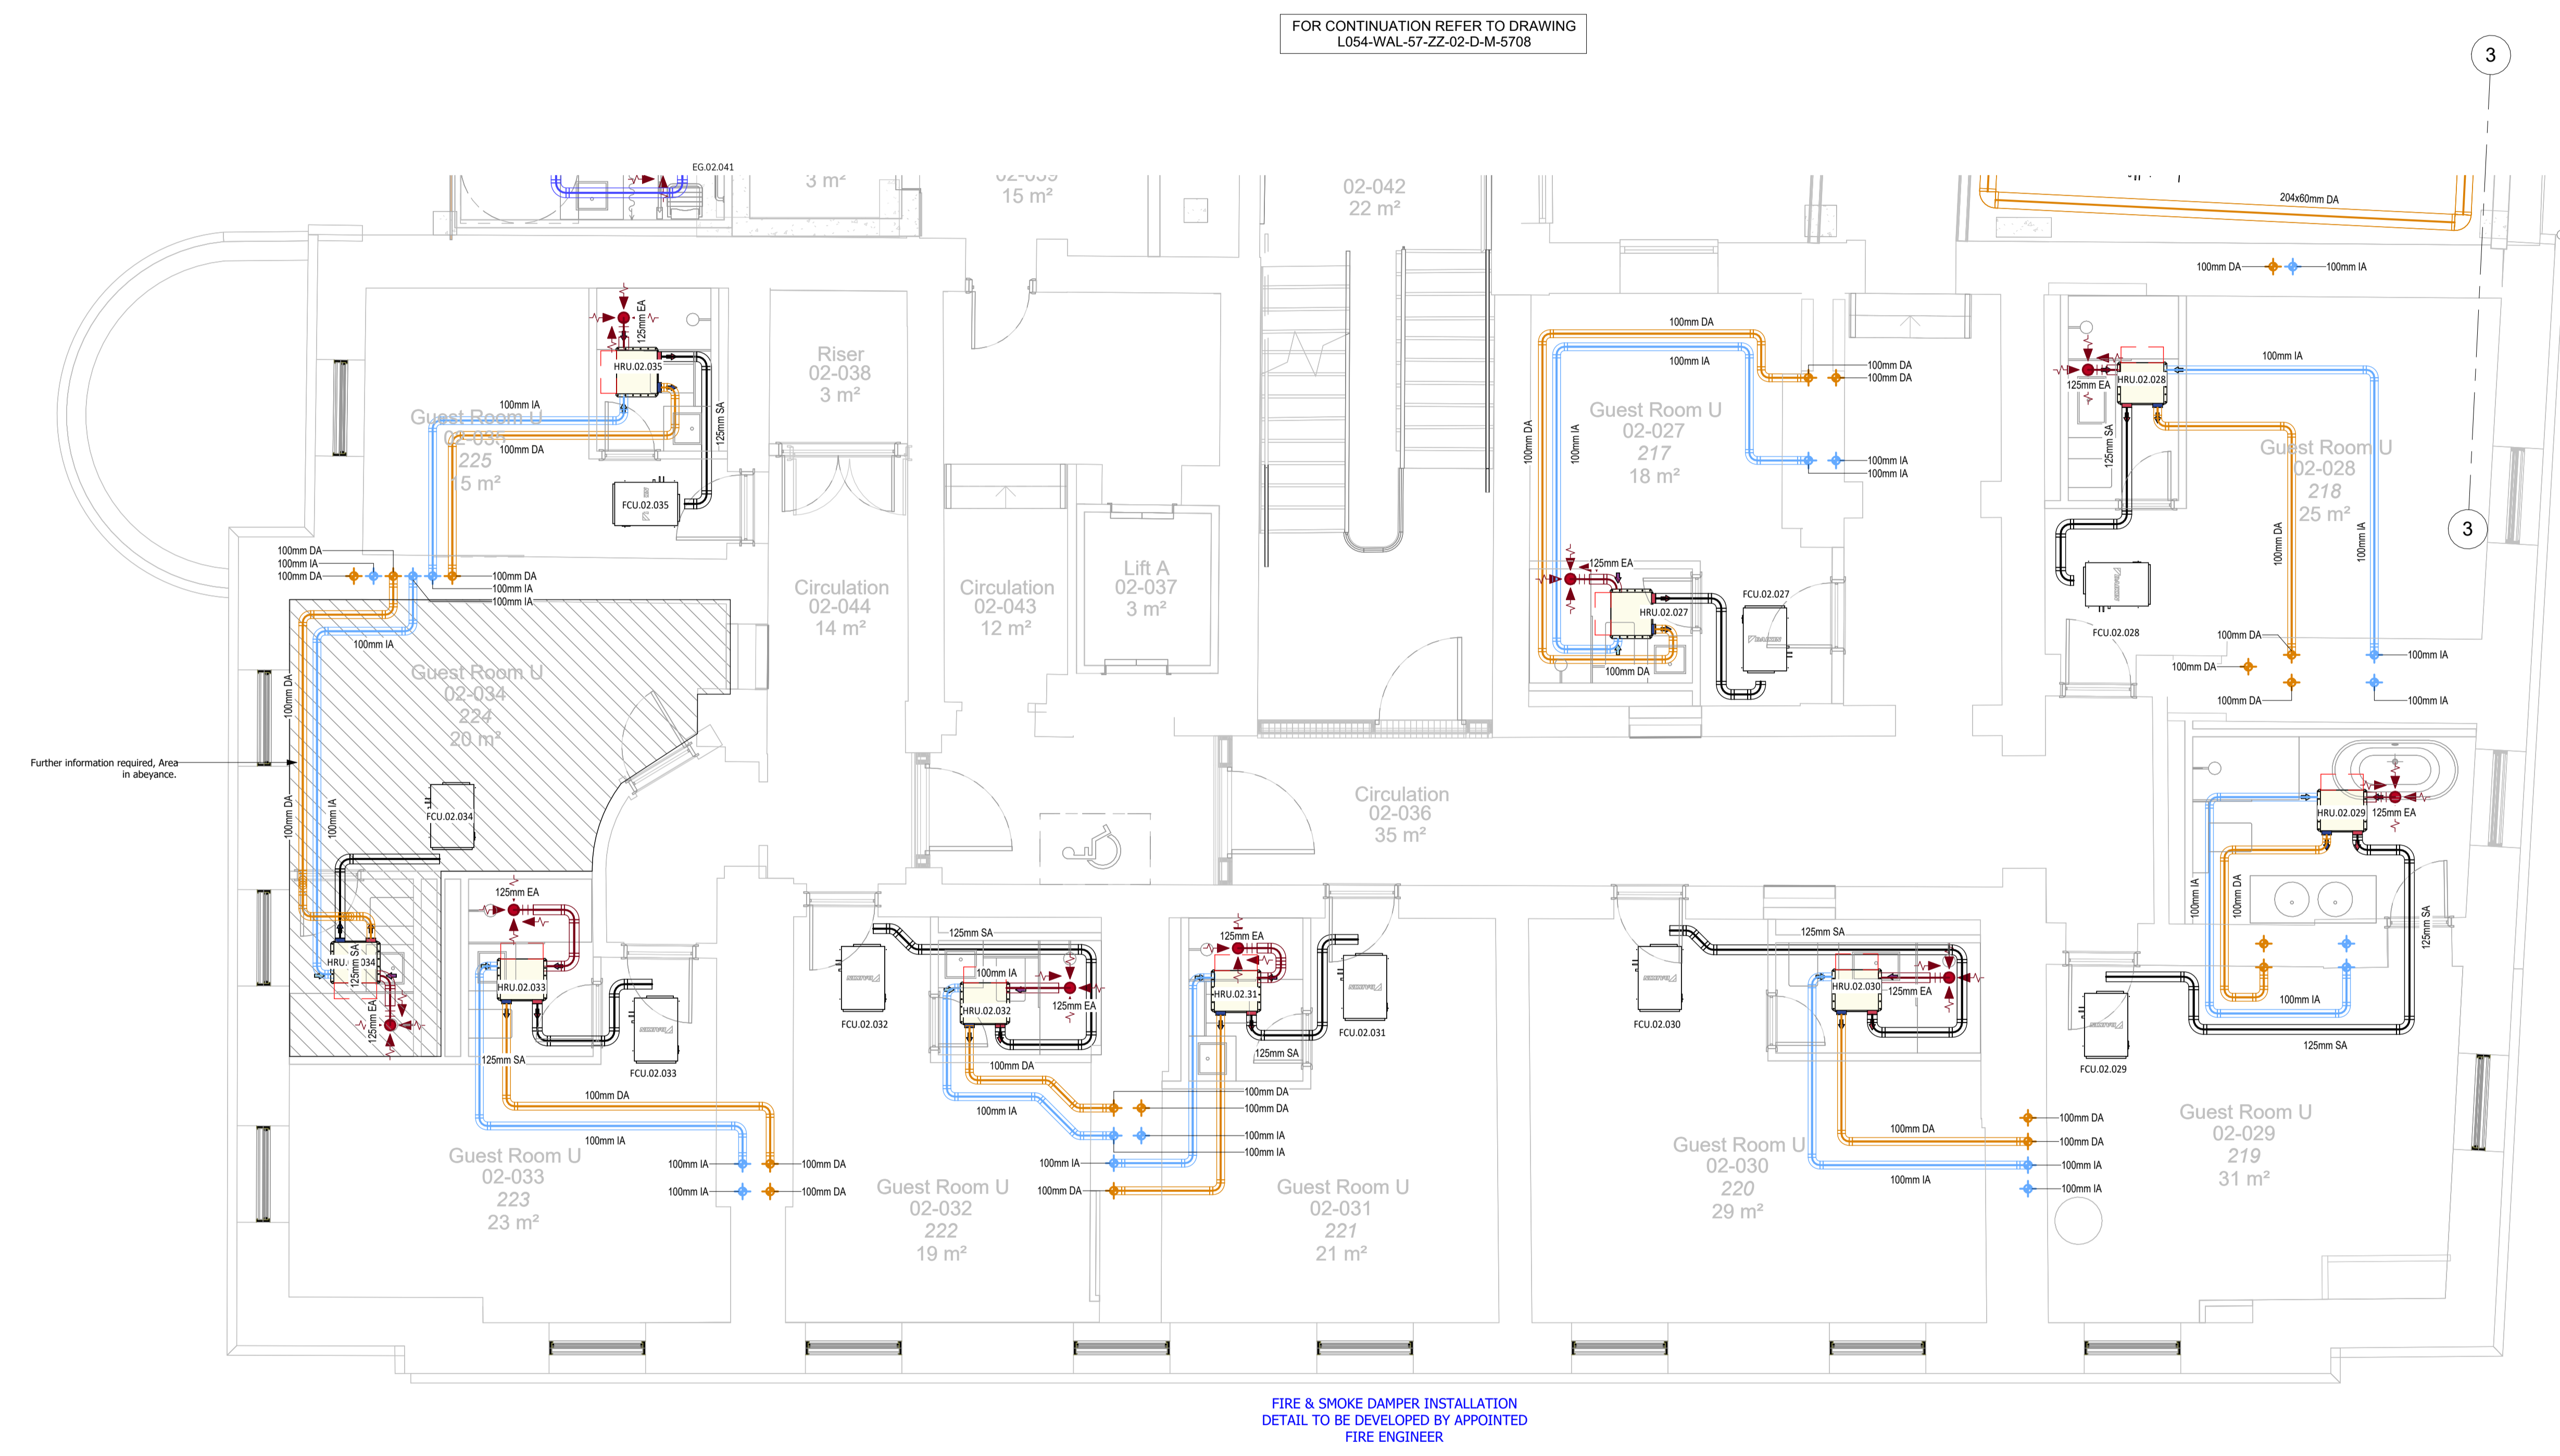 FOR CONTINUATION REFER TO DRAWING
L054-WAL-57-ZZ-02-D-M-5708
3
EG.02.041
3 m²
15 m²
02-042
22 m²
204x60mm DA
100mm DA
100mm IA
3
125mm EA
HRU.02.035
100mm IA
Guest Room U
225
15 m²
100mm DA
125mm SA
FCU.02.035
Riser
02-038
3 m²
100mm DA
100mm IA
100mm DA
100mm DA
100mm IA
100mm IA
100mm IA
Guest Room U
02-034
224
20 m²
100mm DA
Further information required, Area
in abeyance.
100mm DA
100mm IA
FCU.02.034
125mm SA
125mm EA
Circulation
02-044
14 m²
Circulation
02-043
12 m²
Lift A
02-037
3 m²
Circulation
02-036
35 m²
100mm DA
100mm IA
100mm DA
100mm DA
100mm DA
100mm IA
Guest Room U
02-027
217
18 m²
100mm IA
100mm IA
125mm EA
HRU.02.027
FCU.02.027
DAIKIN
100mm DA
125mm EA
HRU.02.028
100mm IA
125mm SA
Guest Room U
02-028
218
25 m²
100mm DA
100mm IA
DAIKIN
FCU.02.028
100mm DA
100mm DA
100mm DA
100mm IA
100mm IA
HRU.02.029
125mm EA
100mm IA
100mm DA
125mm SA
100mm IA
125mm SA
DAIKIN
FCU.02.029
Guest Room U
02-029
219
31 m²
125mm EA
HRU.02.033
125mm SA
DAIKIN
FCU.02.033
100mm DA
100mm IA
Guest Room U
02-033
223
23 m²
100mm IA
100mm DA
100mm IA
100mm DA
DAIKIN
FCU.02.032
125mm SA
100mm IA
HRU.02.032
125mm EA
100mm DA
100mm IA
Guest Room U
02-032
222
19 m²
125mm EA
HRU.02.31
125mm SA
DAIKIN
FCU.02.031
100mm DA
100mm DA
100mm IA
100mm IA
100mm IA
100mm DA
Guest Room U
02-031
221
21 m²
DAIKIN
FCU.02.030
125mm SA
HRU.02.030
125mm EA
100mm DA
100mm IA
Guest Room U
02-030
220
29 m²
100mm DA
100mm DA
100mm IA
100mm IA
FIRE & SMOKE DAMPER INSTALLATION
DETAIL TO BE DEVELOPED BY APPOINTED
FIRE ENGINEER